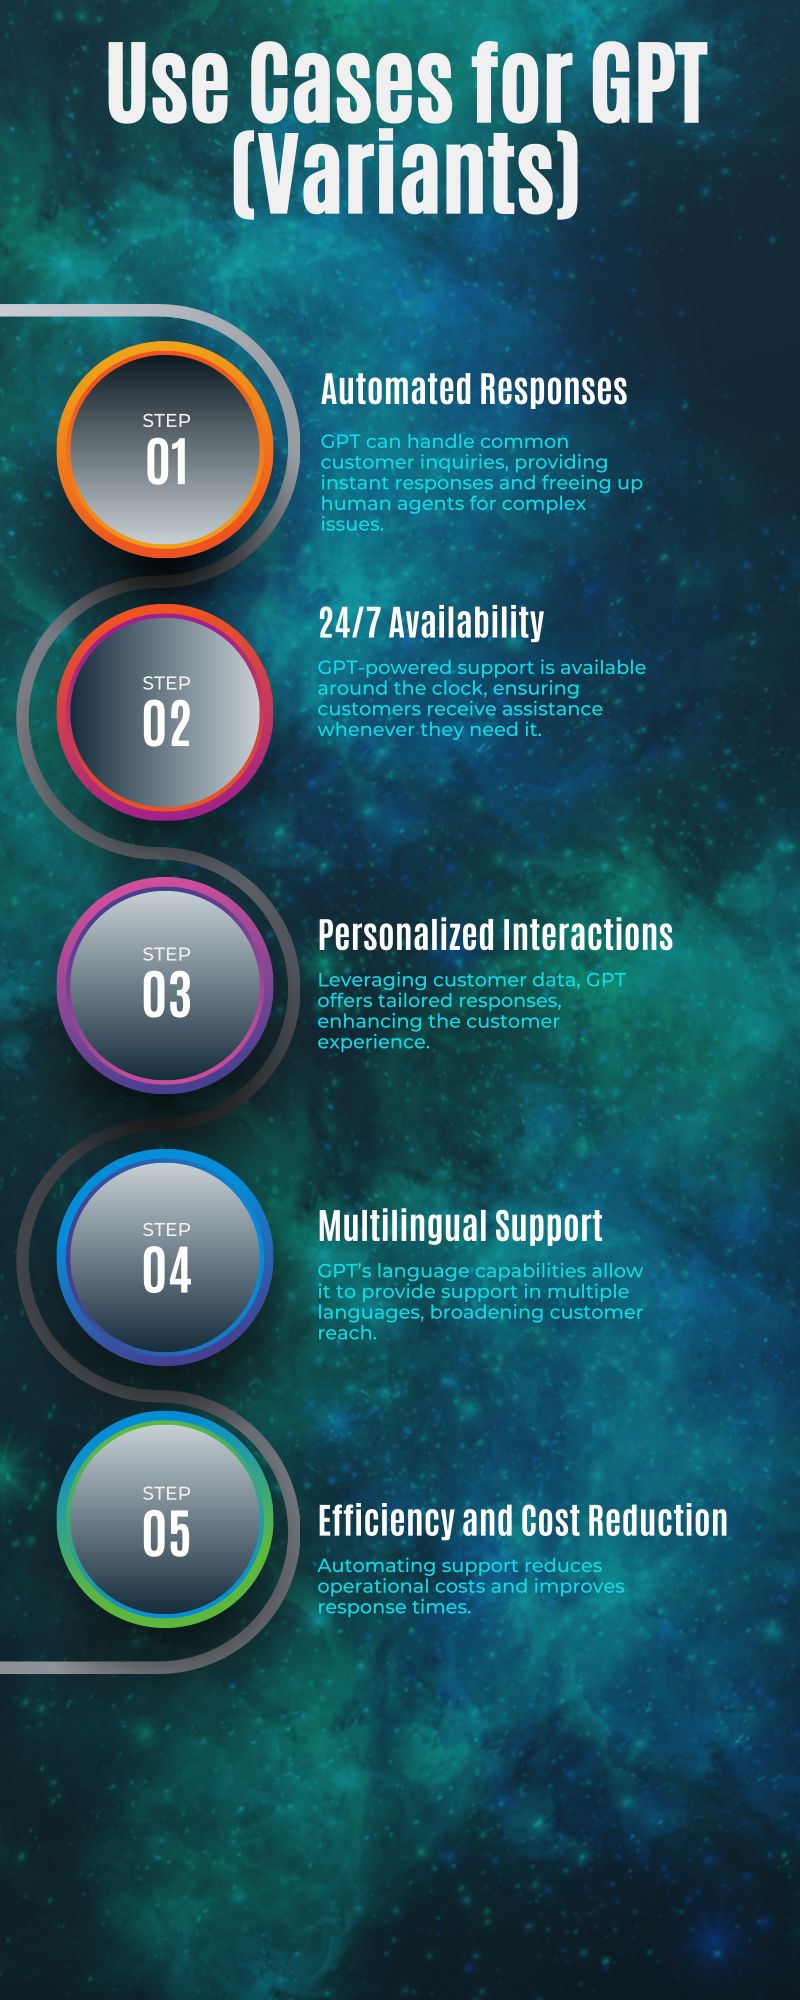 Use Cases for GPT
(Variants)
STEP
01
Automated Responses
GPT can handle common
customer inquiries, providing
instant responses and freeing up
human agents for complex
issues.
STEP
02
24/7 Availability
GPT-powered support is available
around the clock, ensuring
customers receive assistance
whenever they need it.
STEP
03
Personalized Interactions
Leveraging customer data, GPT
offers tailored responses,
enhancing the customer
experience.
STEP
04
Multilingual Support
GPT’s language capabilities allow
it to provide support in multiple
languages, broadening customer
reach.
STEP
05
Efficiency and Cost Reduction
Automating support reduces
operational costs and improves
response times.